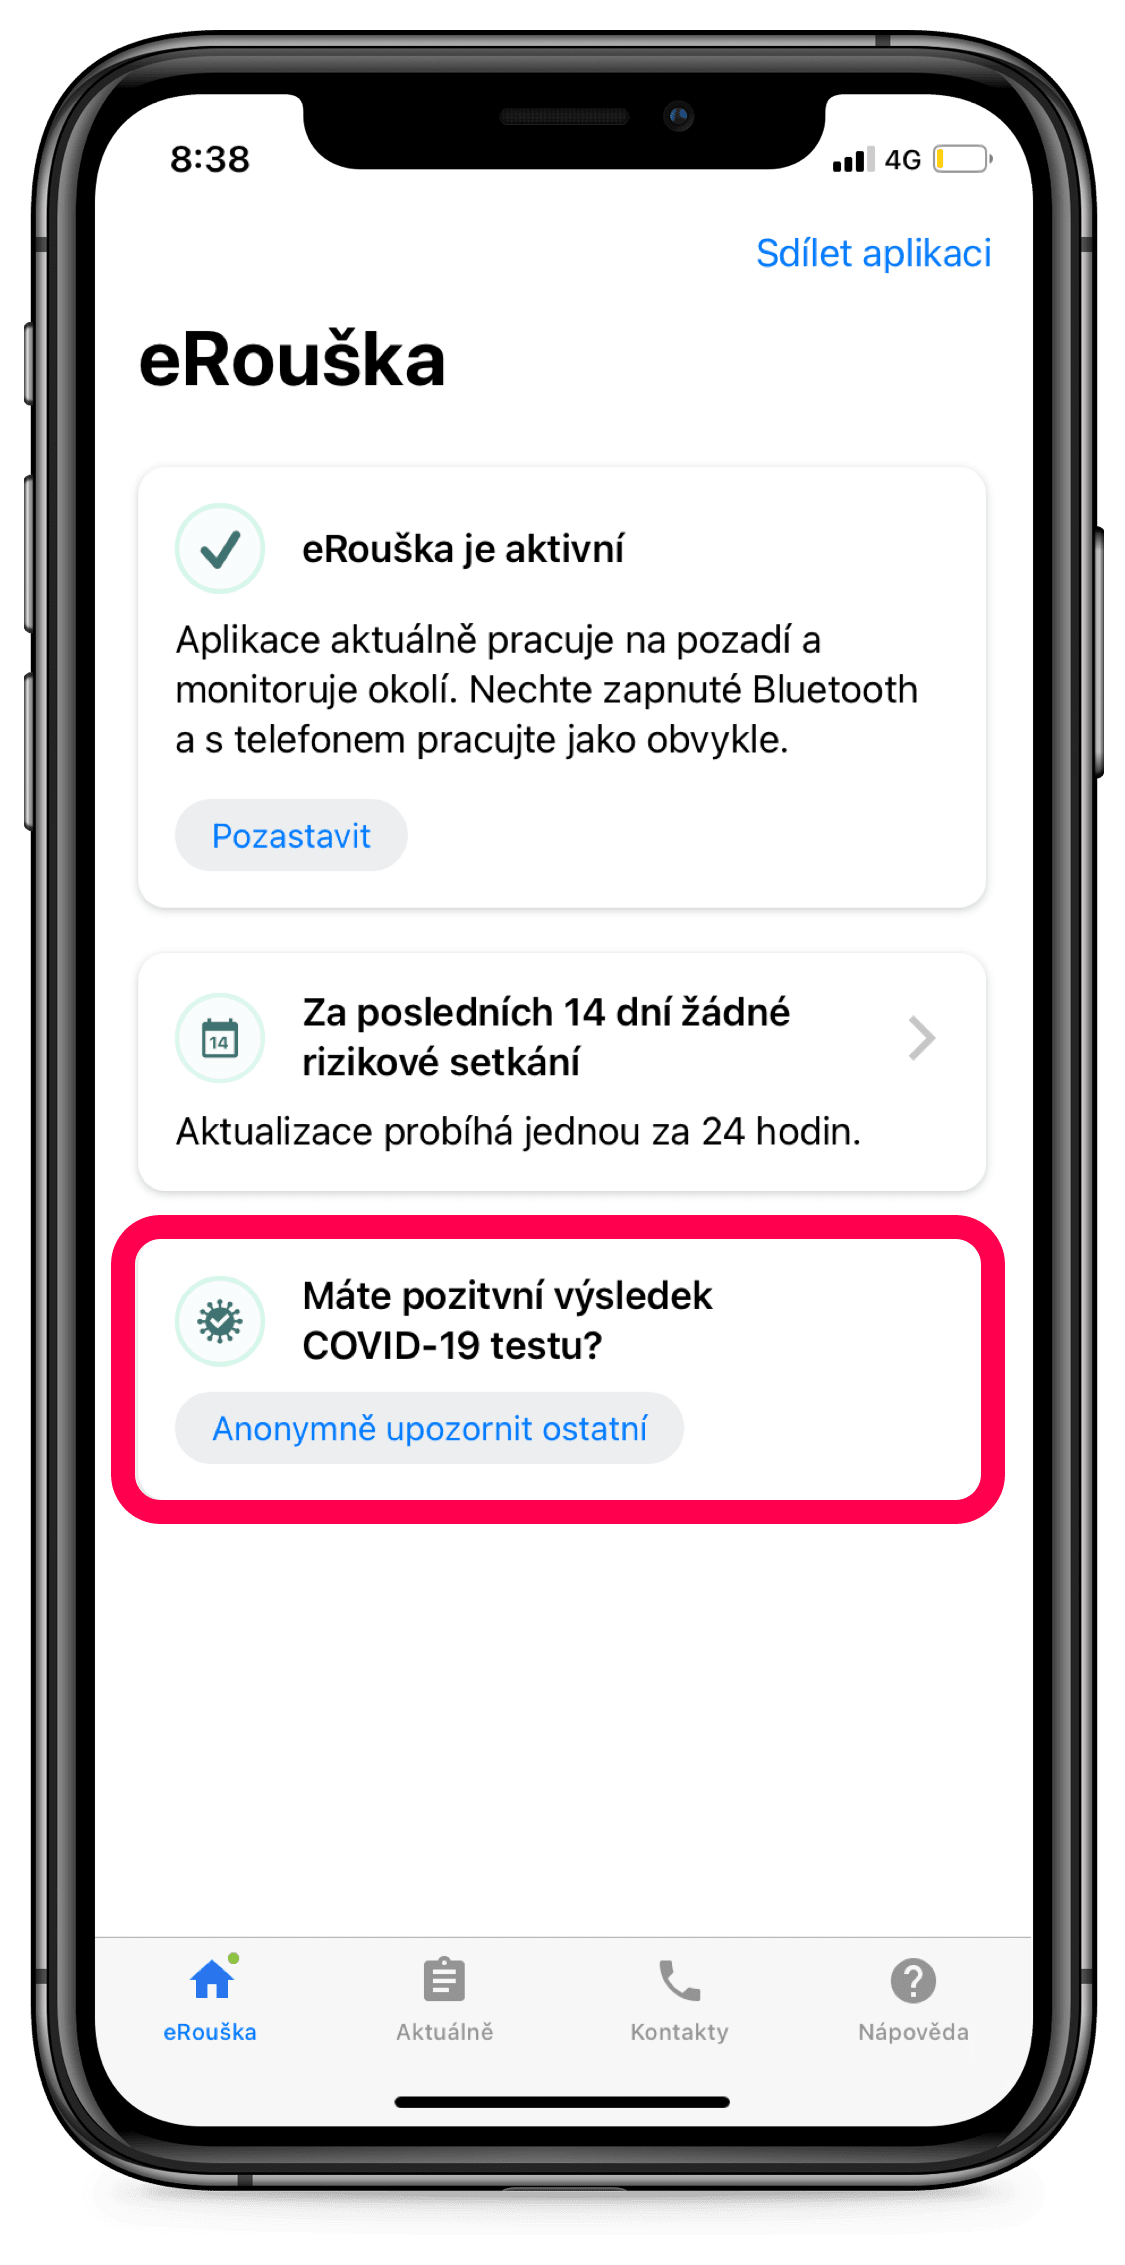 8:38
4G
Sdílet aplikaci
eRouška
eRouška je aktivní
Aplikace aktuálně pracuje na pozadí a
monitoruje okolí. Nechte zapnuté Bluetooth
a s telefonem pracujte jako obvykle.
Pozastavit
14
Za posledních 14 dní žádné
rizikové setkání
Aktualizace probíhá jednou za 24 hodin.
Máte pozitvní výsledek
COVID-19 testu?
Anonymně upozornit ostatní
eRouška
Aktuálně
Kontakty
Nápověda